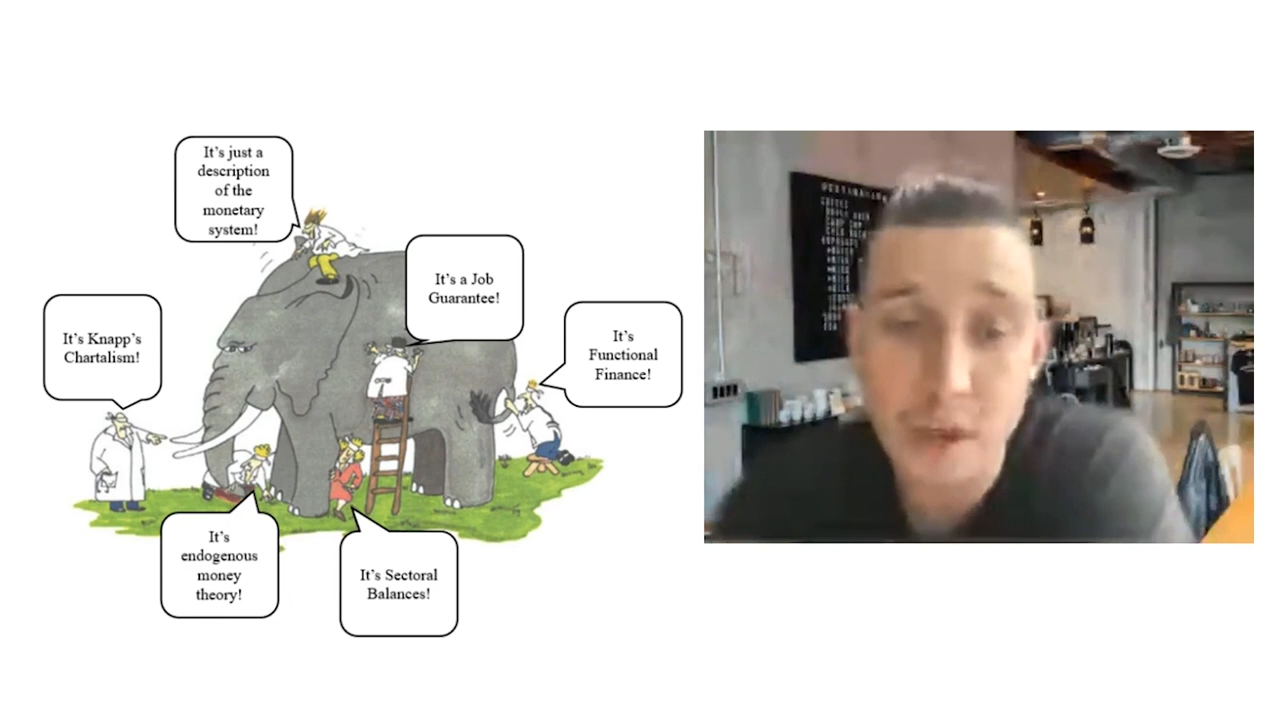 It’s just a
description
of the
monetary
system!
It’s a Job
Guarantee!
It’s Knapp’s
Chartalism!
It’s
Functional
Finance!
It’s
endogenous
money
theory!
It’s Sectoral
Balances!